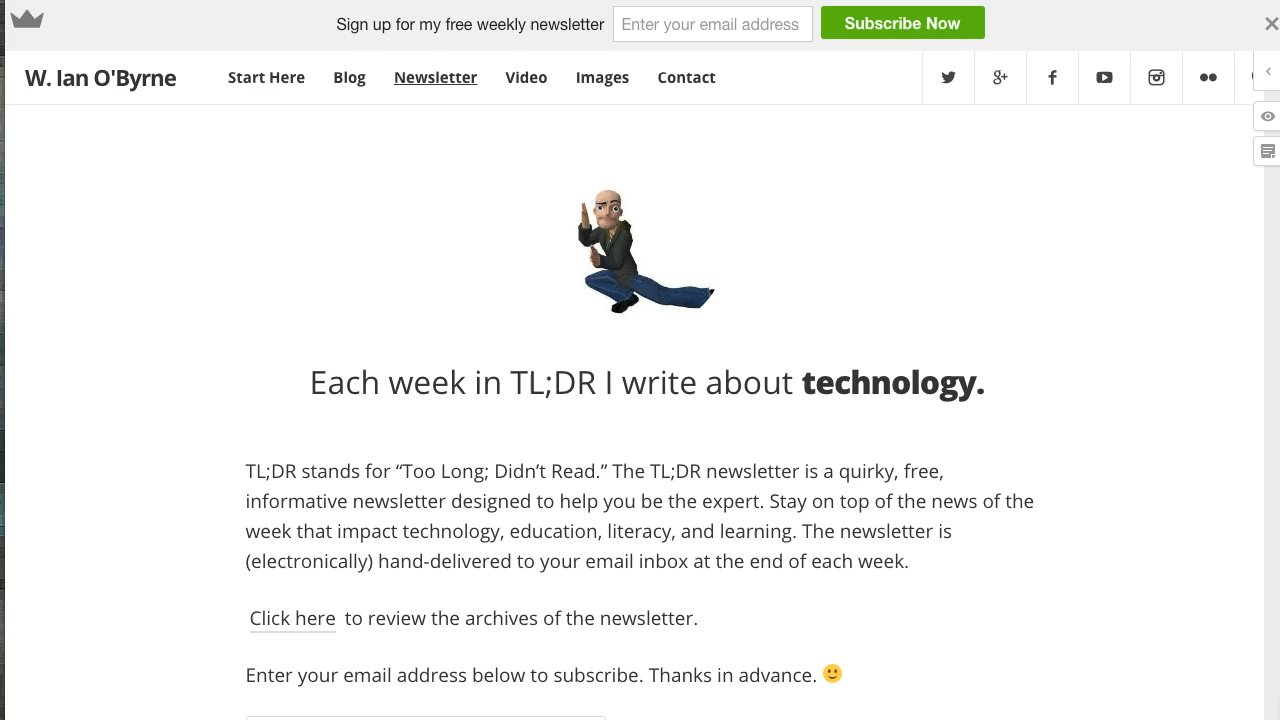 Sign up for my free weekly newsletter Enter your email address Subscribe Now
W. Ian O'Byrne Start Here Blog Newsletter Video Images Contact
Each week in TL;DR I write about technology.
TL;DR stands for “Too Long; Didn’t Read.” The TL;DR newsletter is a quirky, free,
informative newsletter designed to help you be the expert. Stay on top of the news of the
week that impact technology, education, literacy, and learning. The newsletter is
(electronically) hand-delivered to your email inbox at the end of each week.
Click here to review the archives of the newsletter.
Enter your email address below to subscribe. Thanks in advance. 🙂